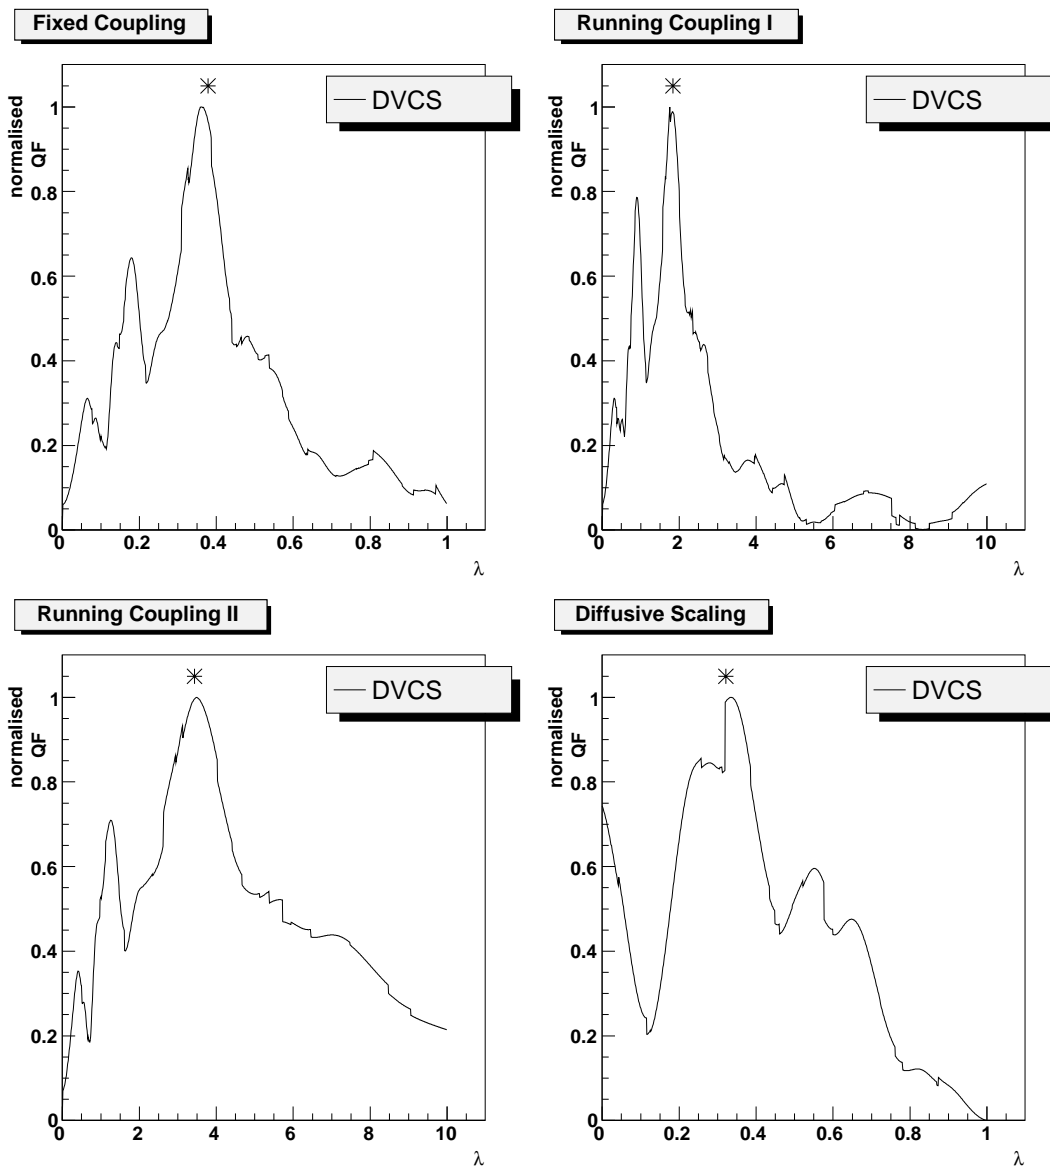 Fixed Coupling
normalised
QF
DVCS
1
0.8
0.6
0.4
0.2
0
0 0.2 0.4 0.6 0.8 1
λ
Running Coupling I
normalised
QF
DVCS
1
0.8
0.6
0.4
0.2
0
0 2 4 6 8 10
λ
Running Coupling II
normalised
QF
DVCS
1
0.8
0.6
0.4
0.2
0
0 2 4 6 8 10
λ
Diffusive Scaling
normalised
QF
DVCS
1
0.8
0.6
0.4
0.2
0
0 0.2 0.4 0.6 0.8 1
λ